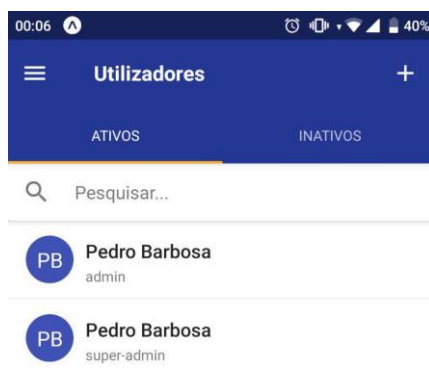 00:06 40%
Utilizadores
ATIVOS INATIVOS
Pesquisar...
PB Pedro Barbosa
admin
PB Pedro Barbosa
super-admin